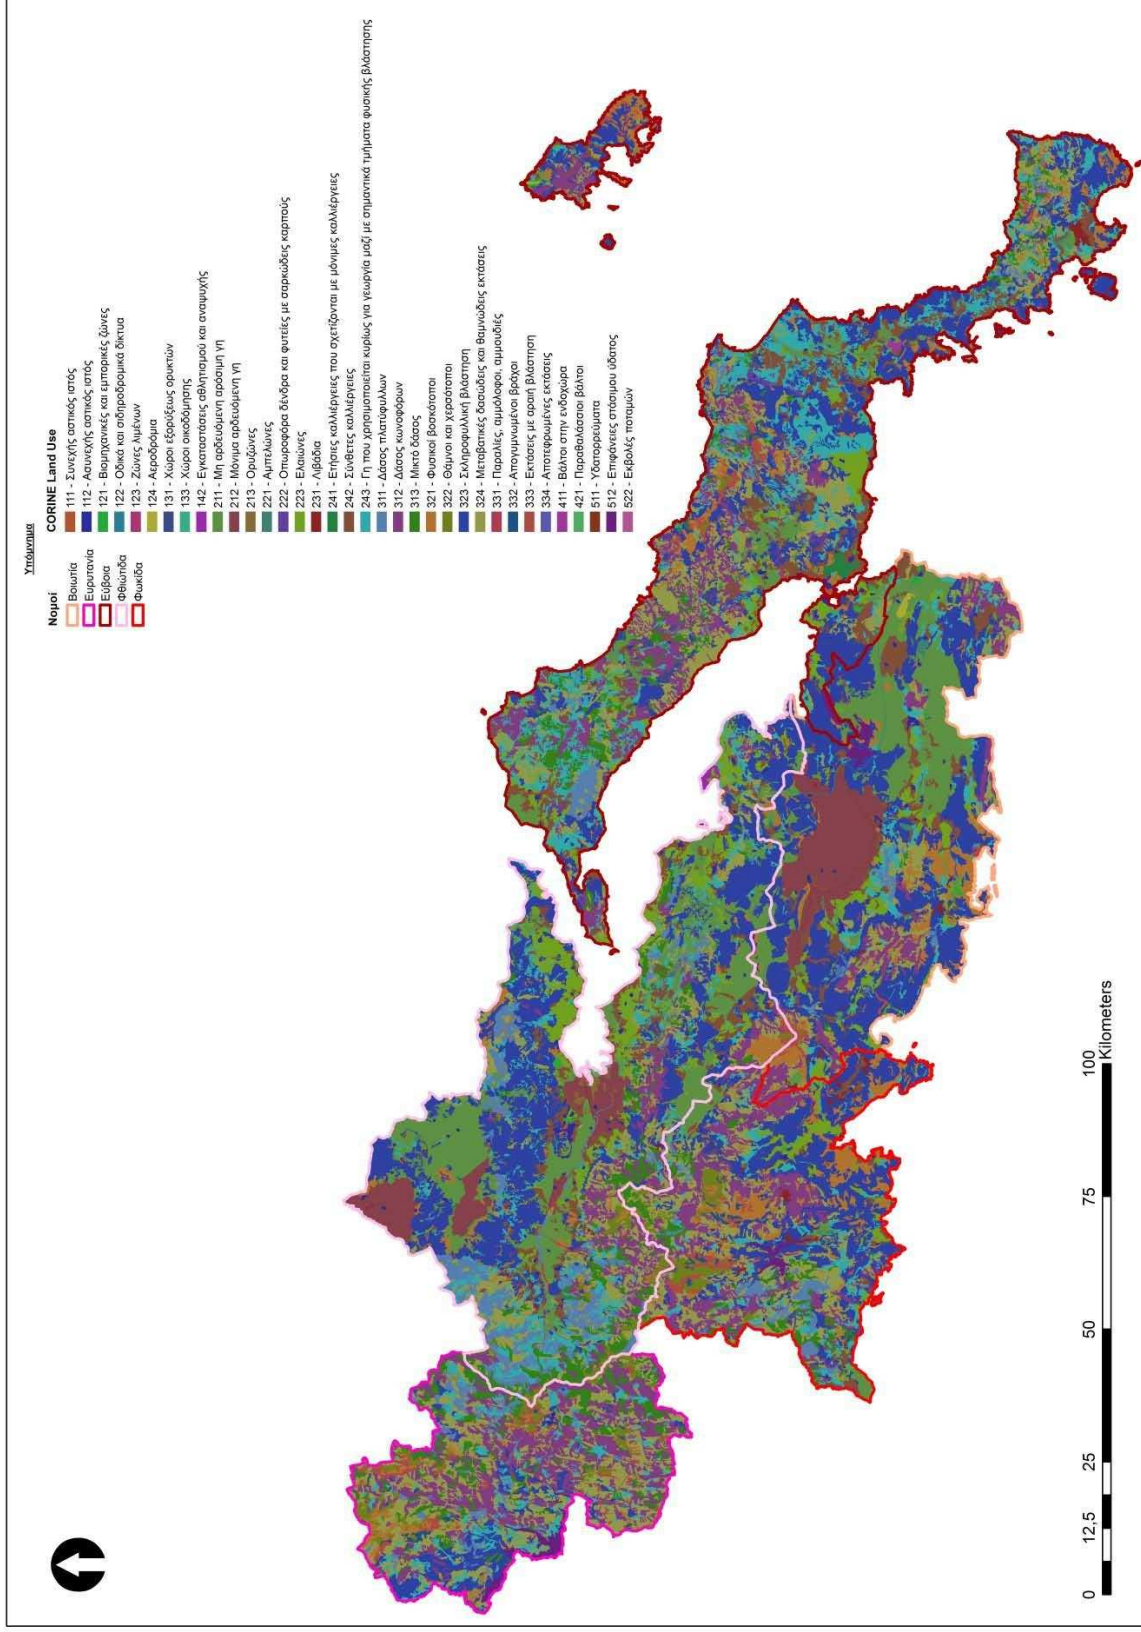 Υπόμνημα
Νομοί
Βοιωτία
Ευρυτανία
Εύβοια
Φθιώτιδα
Φωκίδα
CORINE Land Use
111 - Συνεχής αστικός ιστός
112 - Ασυνεχής αστικός ιστός
121 - Βιομηχανικές και εμπορικές ζώνες
122 - Οδικά και σιδηροδρομικά δίκτυα
123 - Ζώνες λιμένων
124 - Αεροδρόμια
131 - Χώροι εξορύξεως ορυκτών
133 - Χώροι οικοδόμησης
142 - Εγκαταστάσεις αθλητισμού και αναψυχής
211 - Μη αρδευόμενη αρόσιμη γη
212 - Μόνιμα αρδευόμενη γη
213 - Ορυζώνες
221 - Αμπελώνες
222 - Οπωροφόρα δένδρα και φυτείες με σαρκώδεις καρπούς
223 - Ελαιώνες
231 - Λιβάδια
241 - Ετήσιες καλλιέργειες που σχετίζονται με μόνιμες καλλιέργειες
242 - Σύνθετες καλλιέργειες
243 - Γη που χρησιμοποιείται κυρίως για γεωργία μαζί με σημαντικά τμήματα φυσικής βλάστησης
311 - Δάσος πλατύφυλλων
312 - Δάσος κωνοφόρων
313 - Μικτό δάσος
321 - Φυσικοί βοσκότοποι
322 - Θάμνοι και χερσότοποι
323 - Σκληροφυλλική βλάστηση
324 - Μεταβατικές δασώδεις και θαμνώδεις εκτάσεις
331 - Παραλίες, αμμόλοφοι, αμμουδιές
332 - Απογυμνωμένοι βράχοι
333 - Εκτάσεις με αραιή βλάστηση
334 - Αποτεφρωμένες εκτάσεις
411 - Βάλτοι στην ενδοχώρα
421 - Παραθαλάσσιοι βάλτοι
511 - Υδατορεύματα
512 - Επιφάνειες στάσιμου ύδατος
522 - Εκβολές ποταμών
0 12,5 25 50 75 100
Kilometers